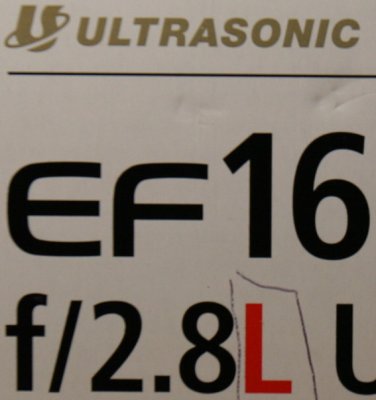 ULTRASONIC
EF16
f/2.8L U